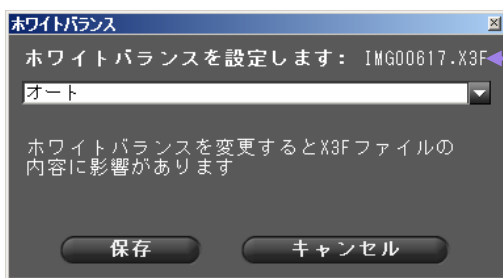 ホワイトバランス
ホワイトバランスを設定します: IMG00617.X3F
オート
ホワイトバランスを変更するとX3Fファイルの
内容に影響があります
保存
キャンセル